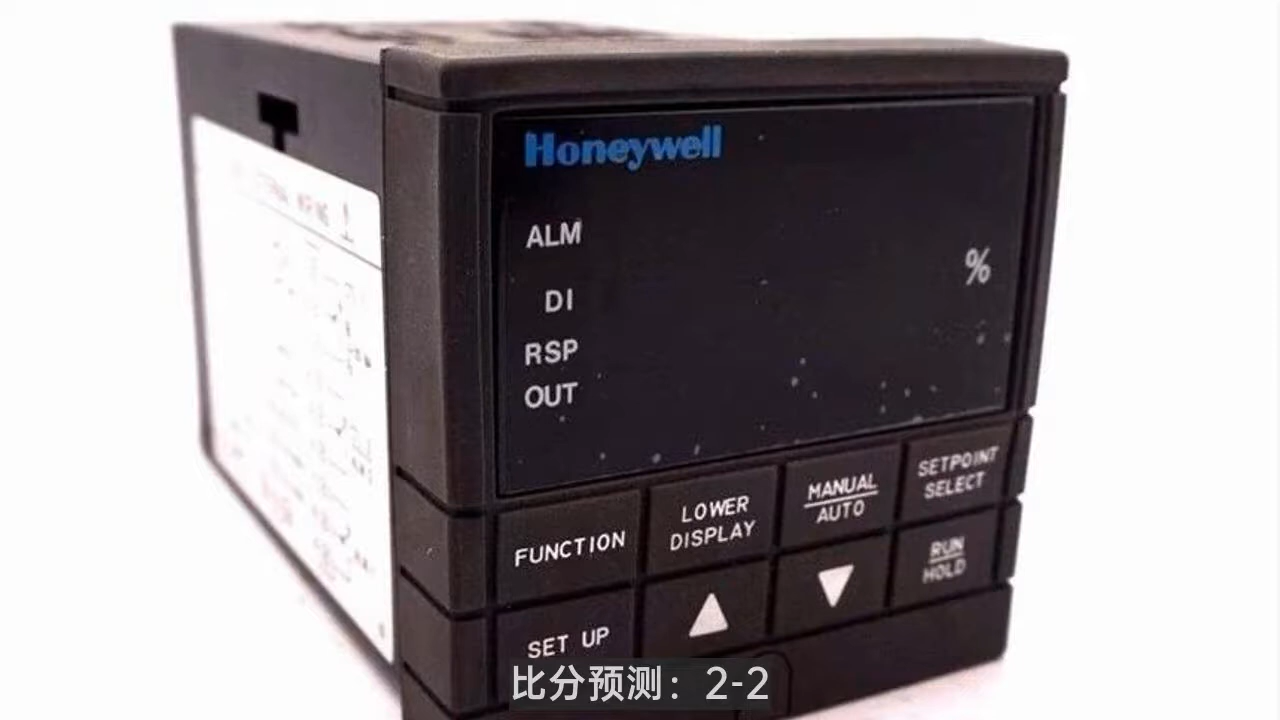 Honeywell
ALM
%
DI
RSP
OUT
FUNCTION
LOWER
DISPLAY
MANUAL
AUTO
SETPOINT
SELECT
SET UP
▲
▼
RUN
HOLD
比分预测：2-2